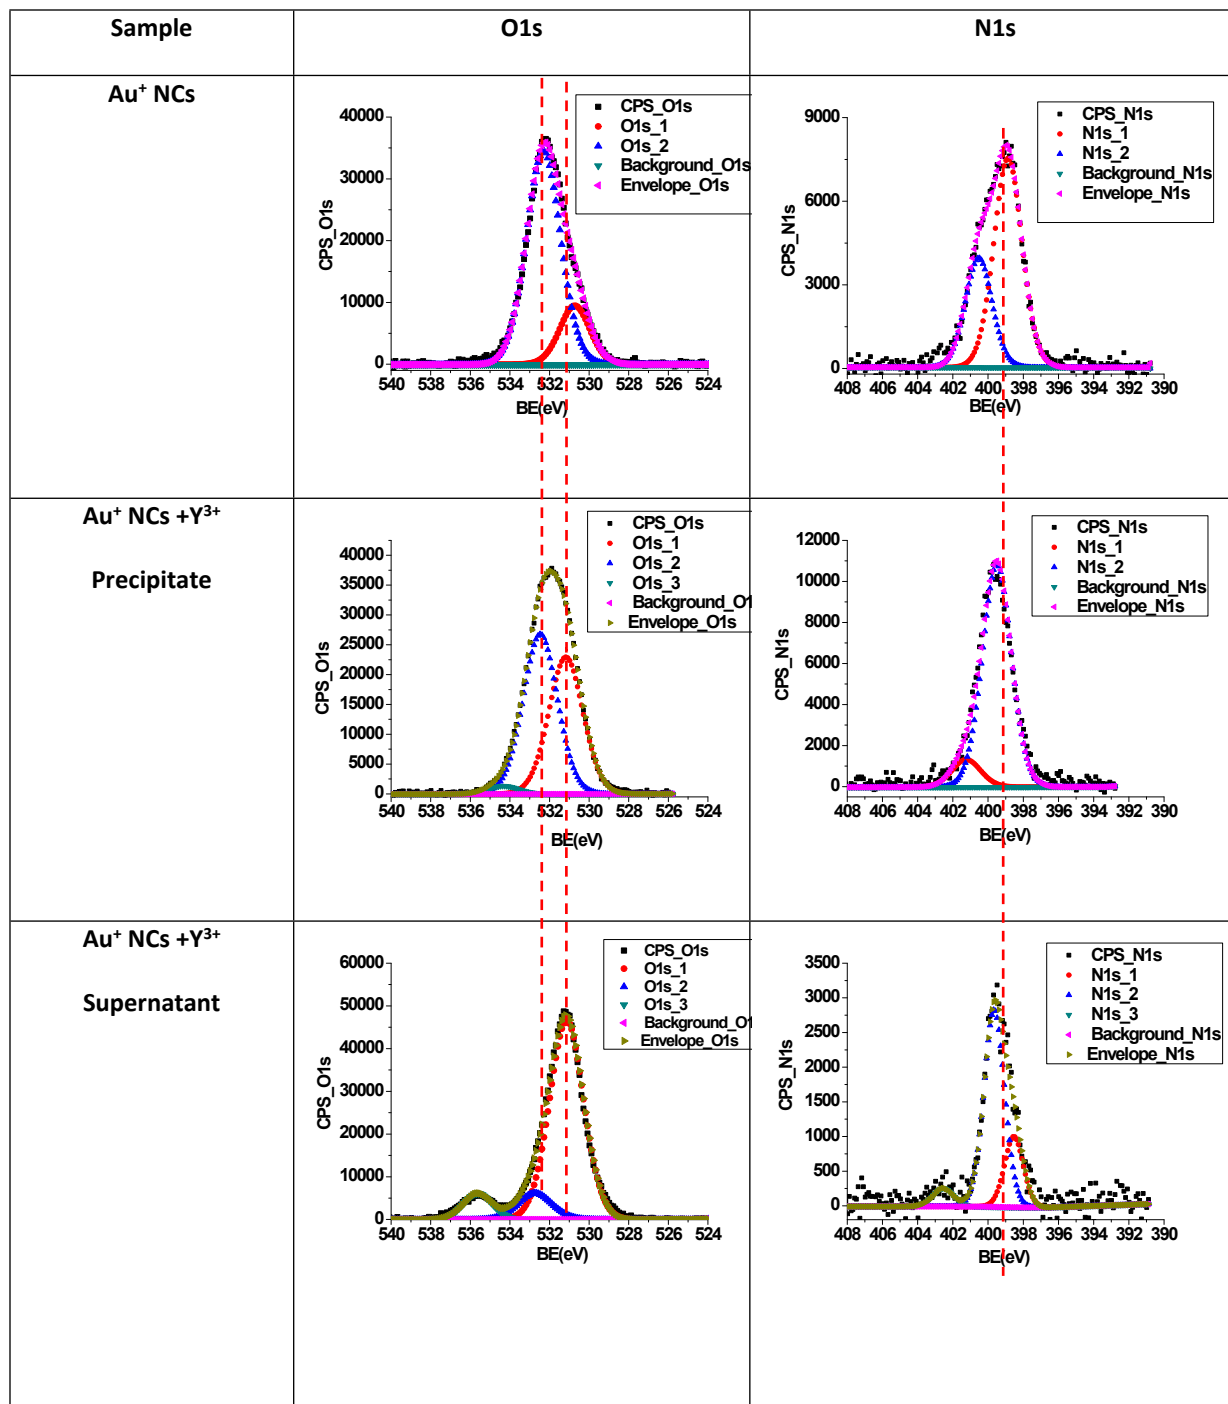 Sample O1s N1s
Au⁺ NCs
CPS_O1s
O1s_1
O1s_2
Background_O1s
Envelope_O1s
40000
30000
20000
10000
0
CPS_O1s
540 538 536 534 532 530 528 526 524
BE(eV)
CPS_N1s
N1s_1
N1s_2
Background_N1s
Envelope_N1s
9000
6000
3000
0
CPS_N1s
408 406 404 402 400 398 396 394 392 390
BE(eV)
Au⁺ NCs +Y³⁺
Precipitate
CPS_O1s
O1s_1
O1s_2
O1s_3
Background_O1
Envelope_O1s
40000
35000
30000
25000
20000
15000
10000
5000
0
CPS_O1s
540 538 536 534 532 530 528 526 524
BE(eV)
CPS_N1s
N1s_1
N1s_2
Background_N1s
Envelope_N1s
12000
10000
8000
6000
4000
2000
0
CPS_N1s
408 406 404 402 400 398 396 394 392 390
BE(eV)
Au⁺ NCs +Y³⁺
Supernatant
CPS_O1s
O1s_1
O1s_2
O1s_3
Background_O1
Envelope_O1s
60000
50000
40000
30000
20000
10000
0
CPS_O1s
540 538 536 534 532 530 528 526 524
BE(eV)
CPS_N1s
N1s_1
N1s_2
N1s_3
Background_N1s
Envelope_N1s
3500
3000
2500
2000
1500
1000
500
0
CPS_N1s
408 406 404 402 400 398 396 394 392 390
BE(eV)